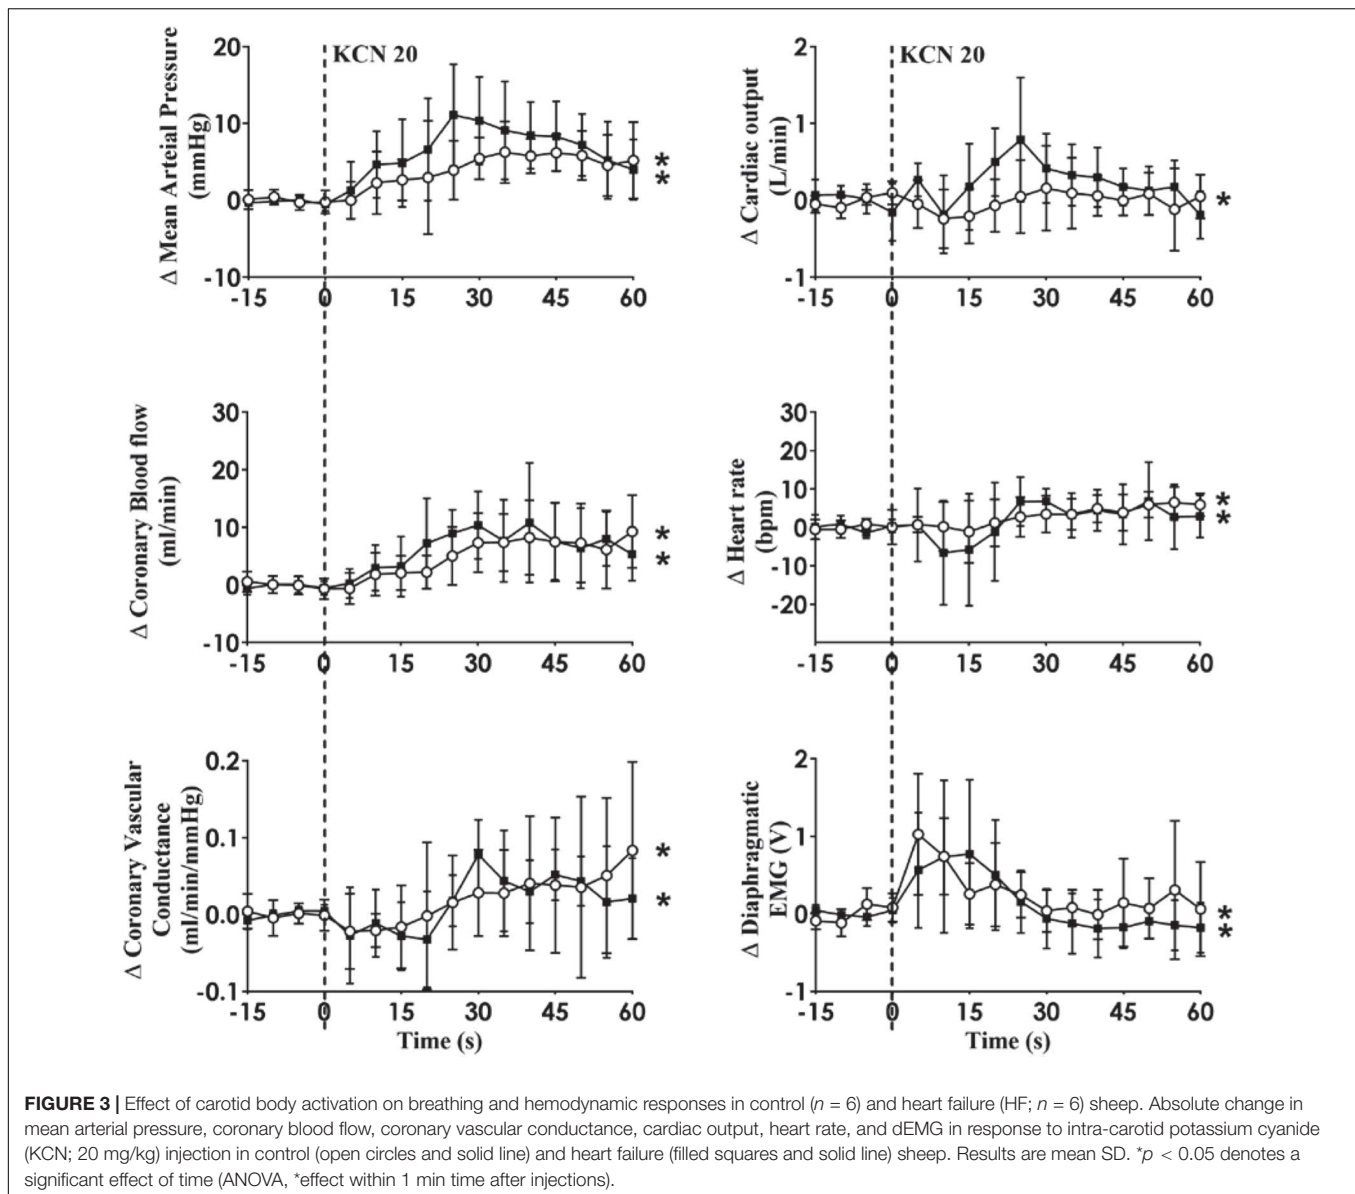 KCN 20
Δ Mean Arteial Pressure
(mmHg)
20
10
0
-10
-15 0 15 30 45 60
*
*
KCN 20
Δ Cardiac output
(L/min)
2
1
0
-1
-15 0 15 30 45 60
*
Δ Coronary Blood flow
(ml/min)
30
20
10
0
-10
-15 0 15 30 45 60
*
*
Δ Heart rate
(bpm)
30
20
10
0
-10
-20
-15 0 15 30 45 60
*
*
Δ Coronary Vascular
Conductance
(ml/min/mmHg)
0.2
0.1
0.0
-0.1
-15 0 15 30 45 60
Time (s)
*
*
Δ Diaphragmatic
EMG (V)
2
1
0
-1
-15 0 15 30 45 60
Time (s)
*
*
FIGURE 3 | Effect of carotid body activation on breathing and hemodynamic responses in control (n = 6) and heart failure (HF; n = 6) sheep. Absolute change in
mean arterial pressure, coronary blood flow, coronary vascular conductance, cardiac output, heart rate, and dEMG in response to intra-carotid potassium cyanide
(KCN; 20 mg/kg) injection in control (open circles and solid line) and heart failure (filled squares and solid line) sheep. Results are mean SD. *p < 0.05 denotes a
significant effect of time (ANOVA, *effect within 1 min time after injections).